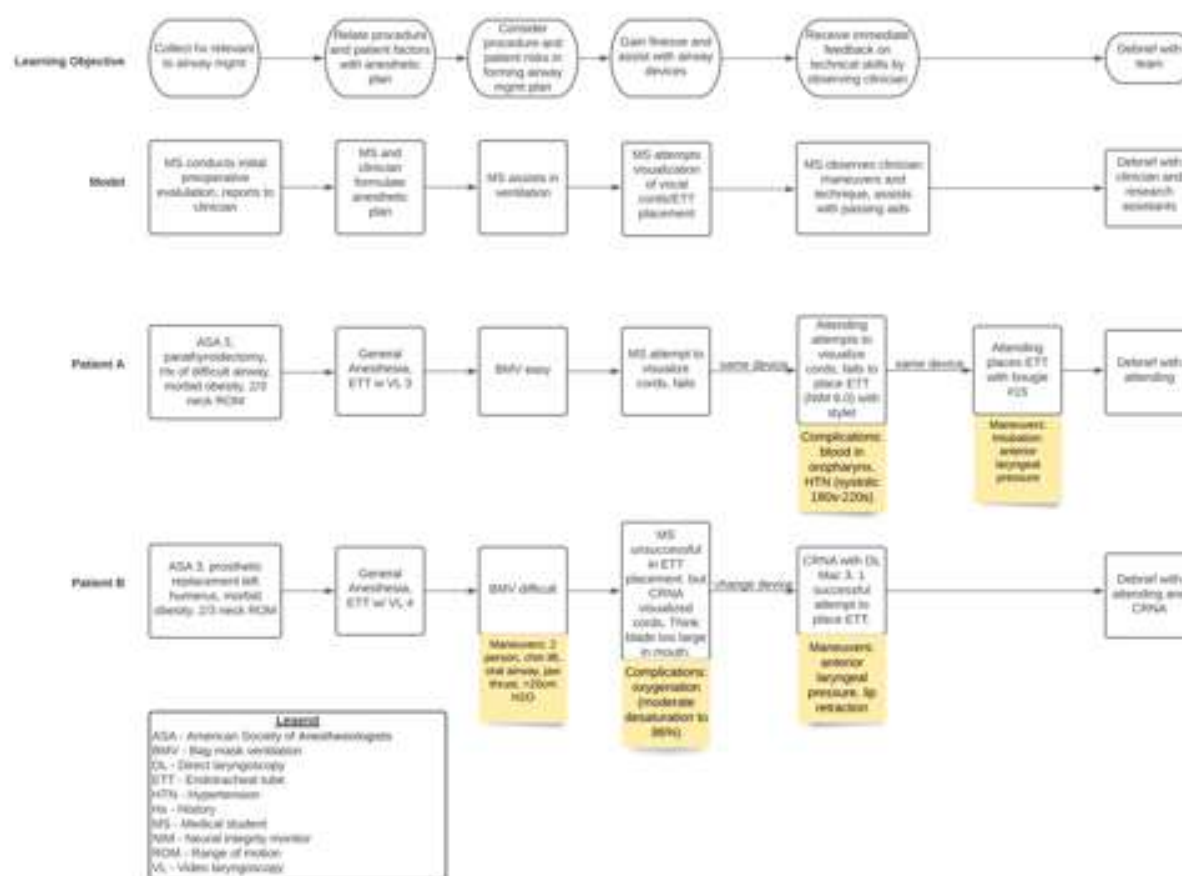 Learning Objective
Collect hx relevant
to airway mgmt
Relate procedure
and patient factors
with anesthetic
plan
Consider
procedure and
patient risks in
forming airway
mgmt plan
Gain finesse and
assist with airway
devices
Receive immediate
feedback on
technical skills by
observing clinician
Debrief with
team
Model
MS conducts initial
preoperative
evalulation, reports to
clinician
MS and
clinician
formulate
anesthetic
plan
MS assists in
ventilation
MS attempts
visualization
of vocal
cords/ETT
placement
MS observes clinician
maneuvers and
technique, assists
with passing aids
Debrief with
clinician and
research
assistants
Patient A
ASA 3,
parathyroidectomy,
Hx of difficult airway,
morbid obesity, 2/3
neck ROM
General
Anesthesia,
ETT w VL 3
BMV easy
MS attempt to
visualize
cords, fails
same device
Attending
attempts to
visualize
cords, fails to
place ETT
(NIM 6.0) with
stylet
Complications:
blood in
oropharynx,
HTN (systolic
180s-220s)
same device
Attending
places ETT
with bougie
Maneuvers:
intubation
anterior
laryngeal
pressure
Debrief with
attending
Patient B
ASA 3, prosthetic
replacement left
humerus, morbid
obesity, 2/3 neck ROM
General
Anesthesia,
ETT w/ VL 4
BMV difficult
Maneuvers: 2
person, chin lift,
oral airway, jaw
thrust, >20cm
H2O
MS
unsuccessful
in ETT
placement, but
CRNA
visualized
cords. Think
blade too large
in mouth.
Complications:
oxygenation
(moderate
desaturation to
86%)
change device
CRNA with DL
Mac 3, 1
successful
attempt to
place ETT.
Maneuvers:
anterior
laryngeal
pressure, lip
retraction
Debrief with
attending and
CRNA
Legend
ASA - American Society of Anesthesiologists
BMV - Bag mask ventilation
DL - Direct laryngoscopy
ETT - Endotracheal tube
HTN - Hypertension
Hx - History
MS - Medical student
NIM - Neural integrity monitor
ROM - Range of motion
VL - Video laryngoscopy